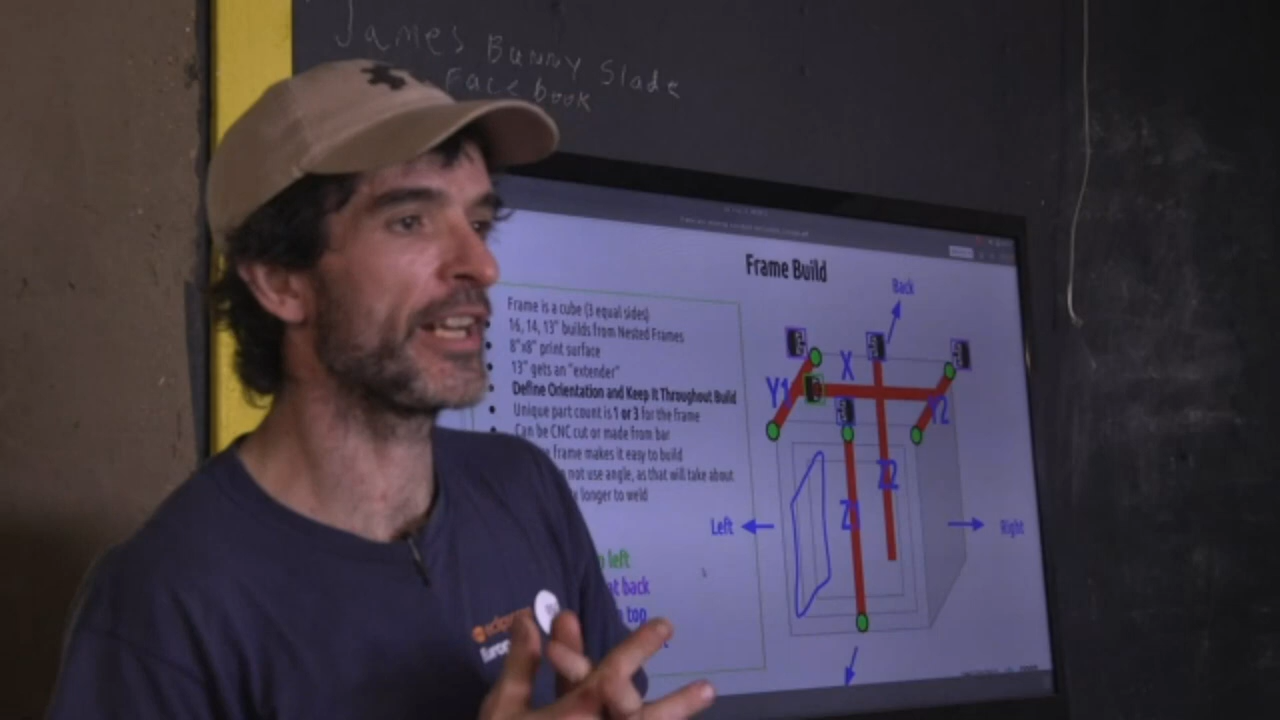 James Bunny Slade
Facebook
Frame Build
Frame is a cube (3 equal sides)
16, 14, 13" builds from Nested Frames
8"x8" print surface
13" gets an "extender"
Define Orientation and Keep It Throughout Build
Unique part count is 1 or 3 for the frame
Can be CNC cut or made from bar
frame makes it easy to build
not use angle, as that will take about
longer to weld
left
back
top
Back
X
Y1
Y2
Z2
Z1
Left
Right